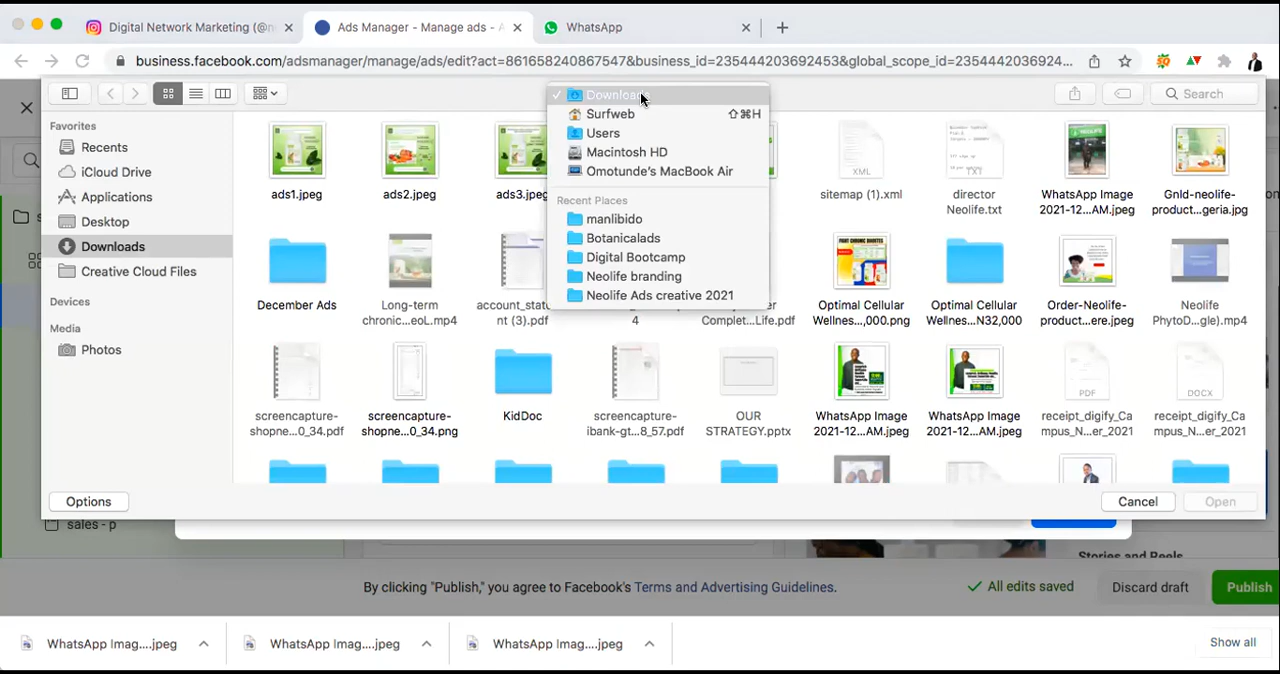 Digital Network Marketing (@n
Ads Manager - Manage ads - A
WhatsApp
business.facebook.com/adsmanager/manage/ads/edit?act=861658240867547&business_id=235444203692453&global_scope_id=2354442036924...
Search
Downloads
Surfweb ⇧⌘H
Users
Macintosh HD
Omotunde's MacBook Air
Recent Places
manlibido
Botanicalads
Digital Bootcamp
Neolife branding
Neolife Ads creative 2021
Favorites
Recents
iCloud Drive
Applications
Desktop
Downloads
Creative Cloud Files
Devices
Media
Photos
ads1.jpeg
ads2.jpeg
ads3.jpeg
XML
sitemap (1).xml
TXT
director
Neolife.txt
WhatsApp Image
2021-12...AM.jpeg
Gnld-neolife-
product...geria.jpg
December Ads
Long-term
chronic...eoL.mp4
account_state
nt (3).pdf
4
Complet...Life.pdf
Optimal Cellular
Wellnes...,000.png
Optimal Cellular
Wellnes...N32,000
Order-Neolife-
product...ere.jpeg
Neolife
PhytoD...gle).mp4
screencapture-
shopne...0_34.pdf
screencapture-
shopne...0_34.png
KidDoc
screencapture-
ibank-gt...8_57.pdf
OUR
STRATEGY.pptx
WhatsApp Image
2021-12...AM.jpeg
WhatsApp Image
2021-12...AM.jpeg
PDF
receipt_digify_Ca
mpus_N...er_2021
DOCX
receipt_digify_Ca
mpus_N...er_2021
Options
Cancel
Open
sales - p
Stories and Reels
By clicking "Publish," you agree to Facebook's Terms and Advertising Guidelines.
All edits saved
Discard draft
Publish
WhatsApp Imag....jpeg
WhatsApp Imag....jpeg
WhatsApp Imag....jpeg
Show all